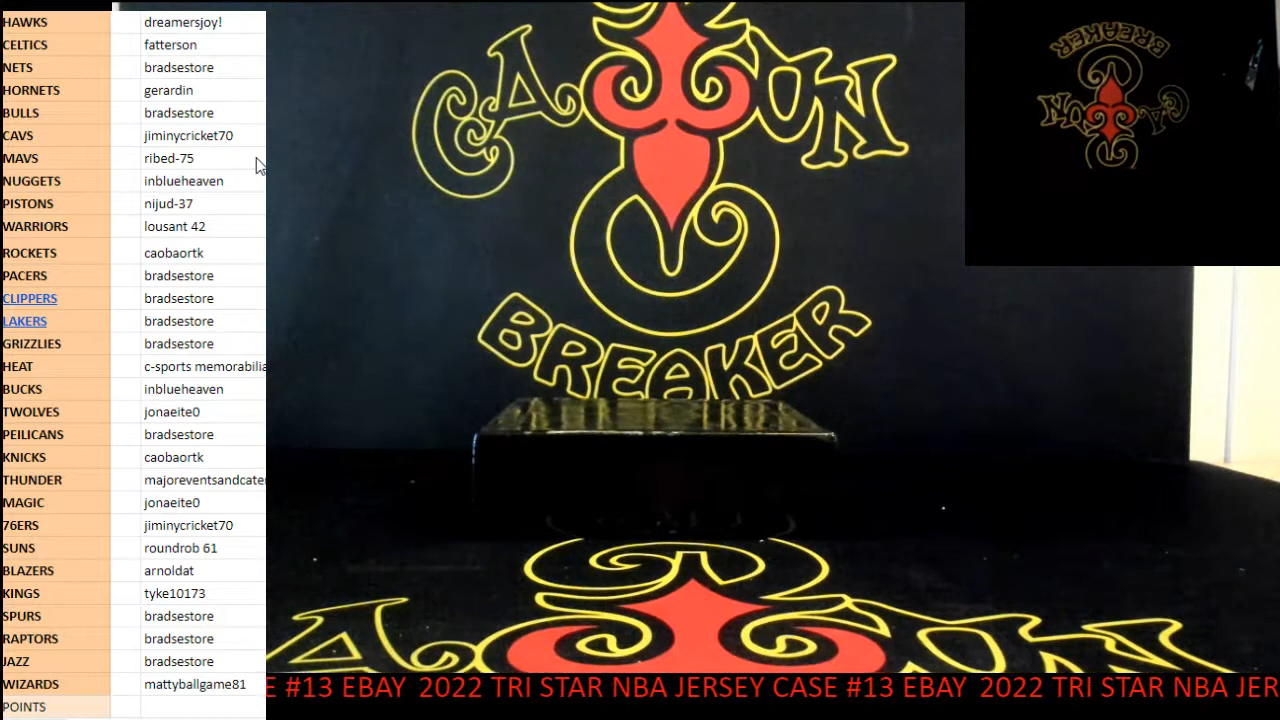 HAWKS dreamersjoy!
CELTICS fatterson
NETS bradsestore
HORNETS gerardin
BULLS bradsestore
CAVS jiminycricket70
MAVS ribed-75
NUGGETS inblueheaven
PISTONS nijud-37
WARRIORS lousant 42
ROCKETS caobaortk
PACERS bradsestore
CLIPPERS bradsestore
LAKERS bradsestore
GRIZZLIES bradsestore
HEAT c-sports memorabilia
BUCKS inblueheaven
TWOLVES jonaeite0
PEILICANS bradsestore
KNICKS caobaortk
THUNDER majoreventsandcate
MAGIC jonaeite0
76ERS jiminycricket70
SUNS roundrob 61
BLAZERS arnoldat
KINGS tyke10173
SPURS bradsestore
RAPTORS bradsestore
JAZZ bradsestore
WIZARDS mattyballgame81
POINTS
CAJUN
BREAKER
BREAKER
CAJUN
CAJUN
E #13 EBAY 2022 TRI STAR NBA JERSEY CASE #13 EBAY 2022 TRI STAR NBA JER